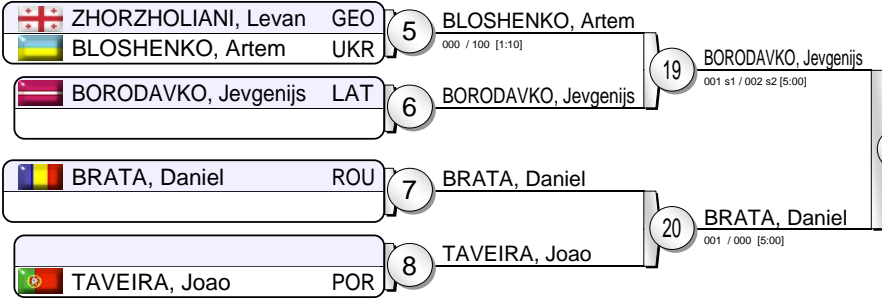 ZHORZHOLIANI, Levan GEO
BLOSHENKO, Artem UKR
5
BLOSHENKO, Artem
000 / 100 [1:10]
BORODAVKO, Jevgenijs LAT
6
BORODAVKO, Jevgenijs
19
BORODAVKO, Jevgenijs
001 s1 / 002 s2 [5:00]
BRATA, Daniel ROU
7
BRATA, Daniel
TAVEIRA, Joao POR
8
TAVEIRA, Joao
20
BRATA, Daniel
001 / 000 [5:00]